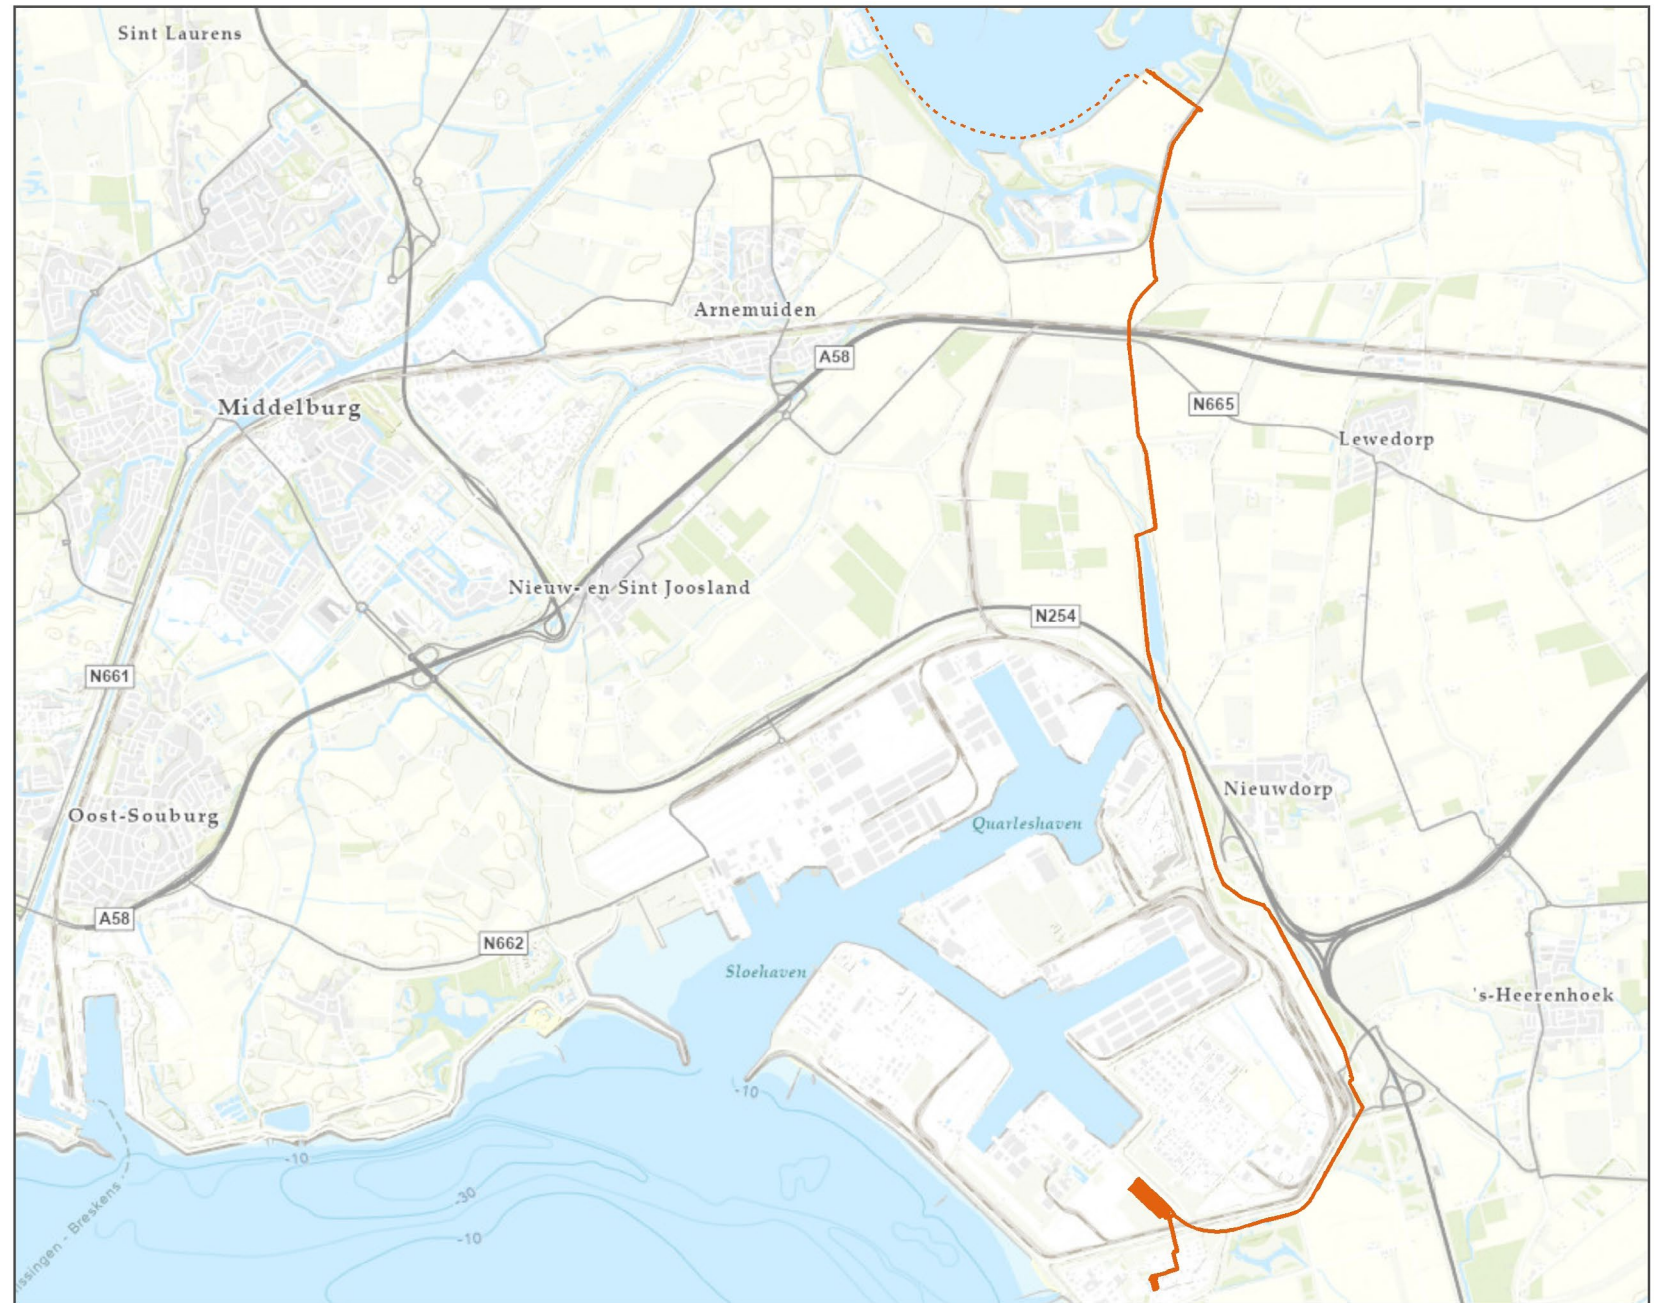 Sint Laurens
Arnemuiden
A58
N665
Middelburg
Lewedorp
Nieuw- en Sint Joosland
N254
N661
Nieuwdorp
Oost-Souburg
Quarleshaven
A58
N662
Sloehaven
's-Heerenhoek
-10
-10
-30
-10
issingen - Breskens